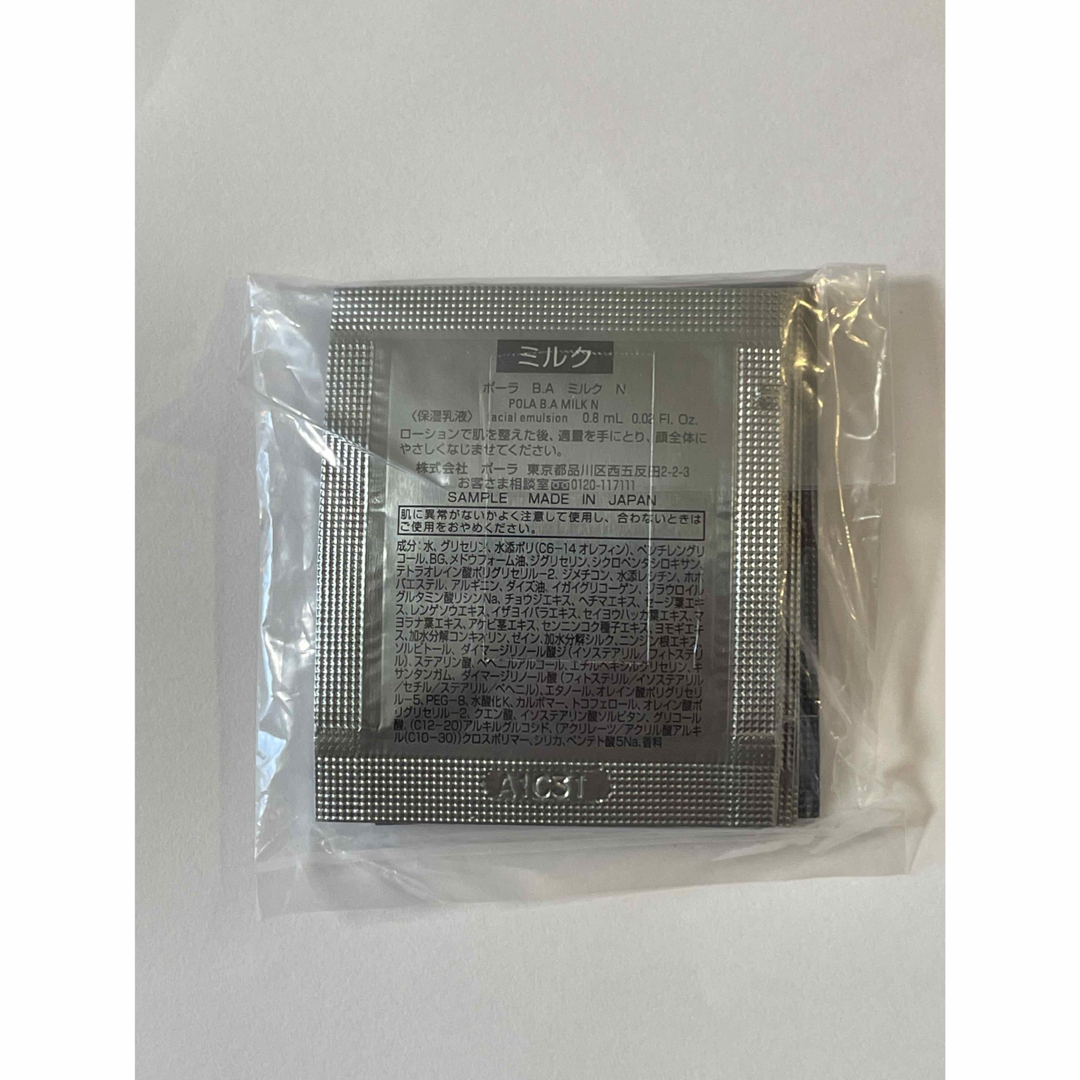 ミルク
ポーラ B.A ミルク N
POLA B.A MILK N
〈保湿乳液〉 facial emulsion 0.8 mL 0.02 Fl. Oz.
ローションで肌を整えた後、適量を手にとり、顔全体に
やさしくなじませてください。
株式会社 ポーラ 東京都品川区西五反田2-2-3
お客さま相談室 0120-117111
SAMPLE MADE IN JAPAN
肌に異常がないかよく注意して使用し、合わないときは
ご使用をおやめください。
成分:水、グリセリン、水添ポリ(C6-14 オレフィン)、ペンチレングリ
コール、BG、メドウフォーム油、ジグリセリン、シクロペンタシロキサン、
テトラオレイン酸ポリグリセリル-2、ジメチコン、水添レシチン、ホホ
バエステル、アルギニン、ダイズ油、イガイグリコーゲン、ジラウロイル
グルタミン酸リシンNa、チョウジエキス、ヘチマエキス、サージ葉エキ
ス、レンゲソウエキス、イザヨイバラエキス、セイヨウハッカ葉エキス、マ
ヨラナ葉エキス、アケビ茎エキス、センニンコク種子エキス、ヨモギエキ
ス、加水分解コンキオリン、ゼイン、加水分解シルク、ニンジン根エキス、
ソルビトール、ダイマージリノール酸ジ(イソステアリル/フィトステリ
ル)、ステアリン酸、ベヘニルアルコール、エチルヘキシルグリセリン、キ
サンタンガム、ダイマージリノール酸(フィトステリル/イソステアリル
/セチル/ステアリル/ベヘニル)、エタノール、オレイン酸ポリグリセリ
ル-5、PEG-8、水酸化K、カルボマー、トコフェロール、オレイン酸ポ
リグリセリル-2、クエン酸、イソステアリン酸ソルビタン、グリコール
酸、(C12-20)アルキルグルコシド、(アクリレーツ/アクリル酸アルキ
ル(C10-30))クロスポリマー、シリカ、ペンテト酸5Na、香料
A1C31